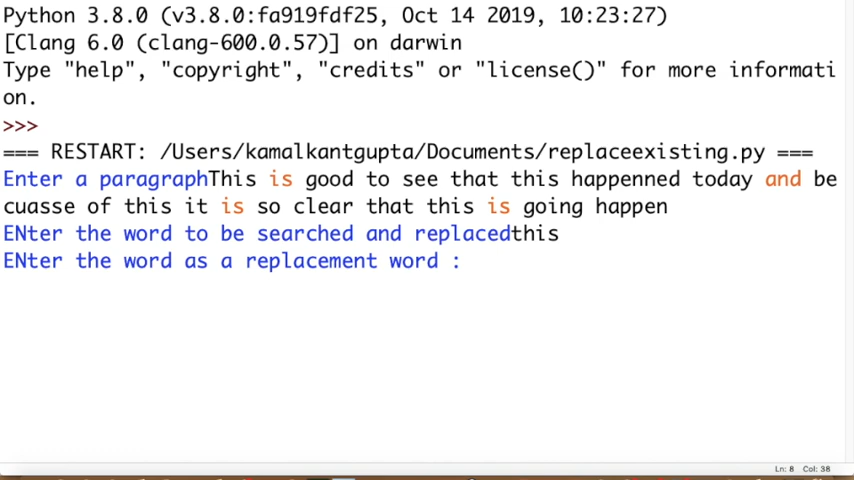 Python 3.8.0 (v3.8.0:fa919fdf25, Oct 14 2019, 10:23:27)
[Clang 6.0 (clang-600.0.57)] on darwin
Type "help", "copyright", "credits" or "license()" for more informati
on.
>>>
=== RESTART: /Users/kamalkantgupta/Documents/replaceexisting.py ===
Enter a paragraphThis is good to see that this happenned today and be
cuasse of this it is so clear that this is going happen
ENter the word to be searched and replacedthis
ENter the word as a replacement word :
Ln: 8 Col: 38